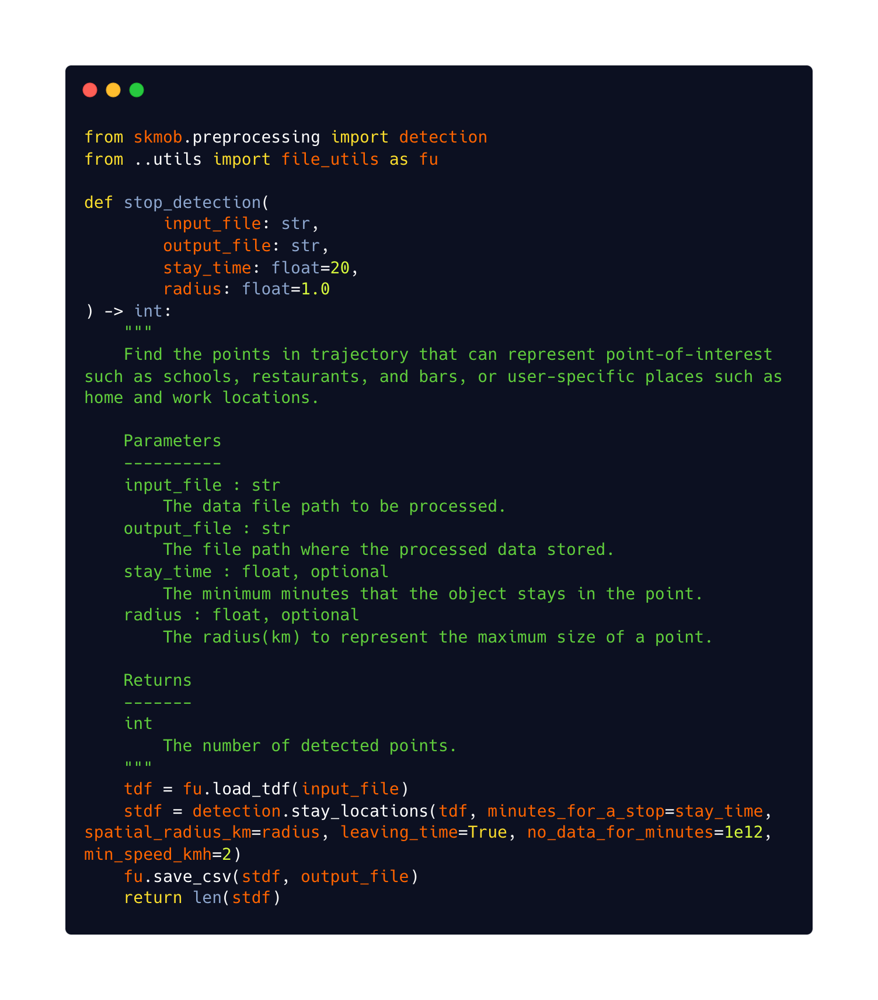 from skmob.preprocessing import detection
from ..utils import file_utils as fu

def stop_detection(
        input_file: str,
        output_file: str,
        stay_time: float=20,
        radius: float=1.0
) -> int:
    """
    Find the points in trajectory that can represent point-of-interest
such as schools, restaurants, and bars, or user-specific places such as
home and work locations.

    Parameters
    ----------
    input_file : str
        The data file path to be processed.
    output_file : str
        The file path where the processed data stored.
    stay_time : float, optional
        The minimum minutes that the object stays in the point.
    radius : float, optional
        The radius(km) to represent the maximum size of a point.

    Returns
    -------
    int
        The number of detected points.
    """
    tdf = fu.load_tdf(input_file)
    stdf = detection.stay_locations(tdf, minutes_for_a_stop=stay_time,
spatial_radius_km=radius, leaving_time=True, no_data_for_minutes=1e12,
min_speed_kmh=2)
    fu.save_csv(stdf, output_file)
    return len(stdf)